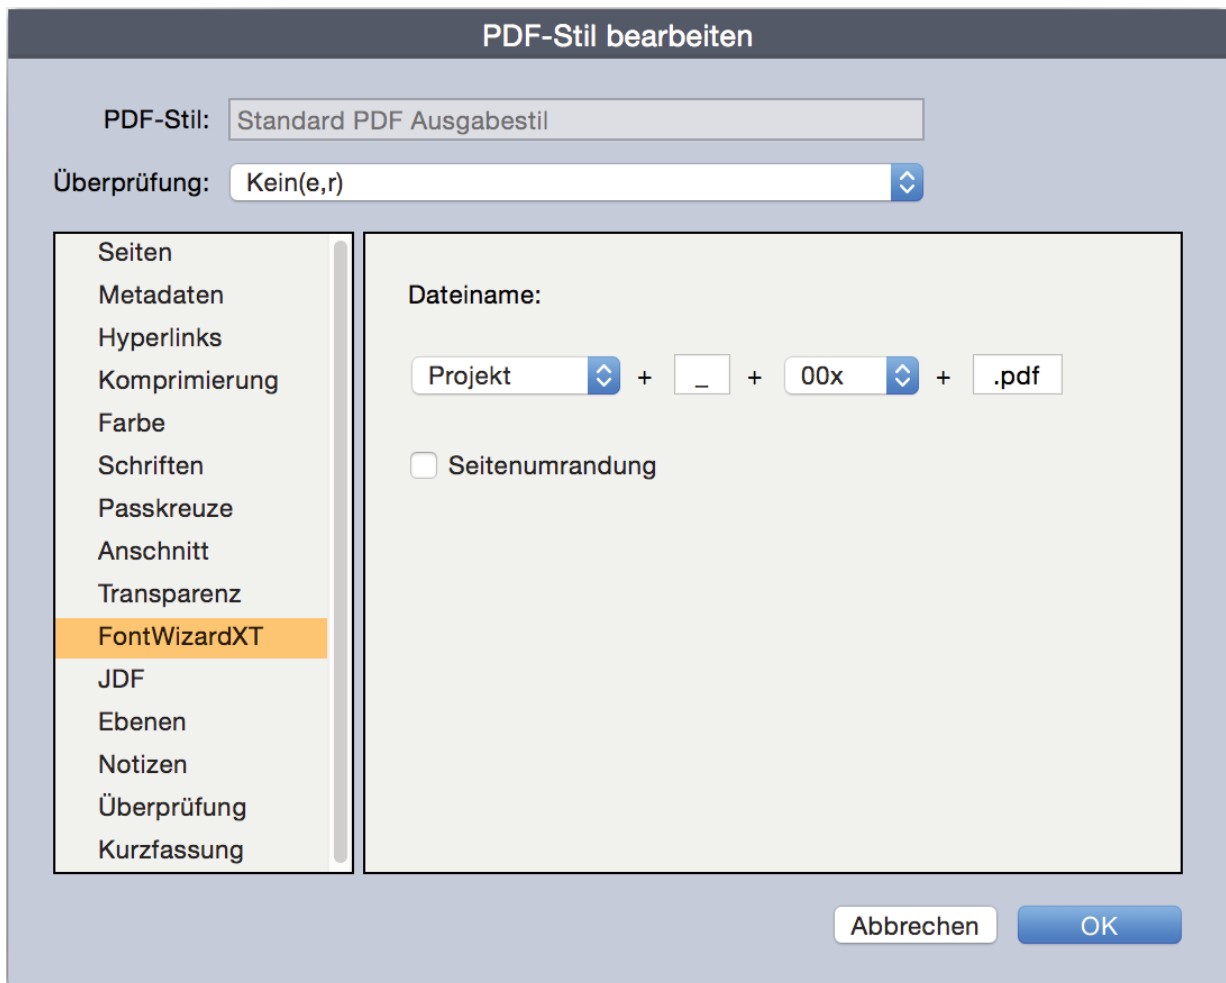 PDF-Stil bearbeiten
PDF-Stil: Standard PDF Ausgabestil
Überprüfung: Kein(e,r)
Seiten
Metadaten
Hyperlinks
Komprimierung
Farbe
Schriften
Passkreuze
Anschnitt
Transparenz
FontWizardXT
JDF
Ebenen
Notizen
Überprüfung
Kurzfassung
Dateiname:
Projekt + _ + 00x + .pdf
Seitenumrandung
Abbrechen OK